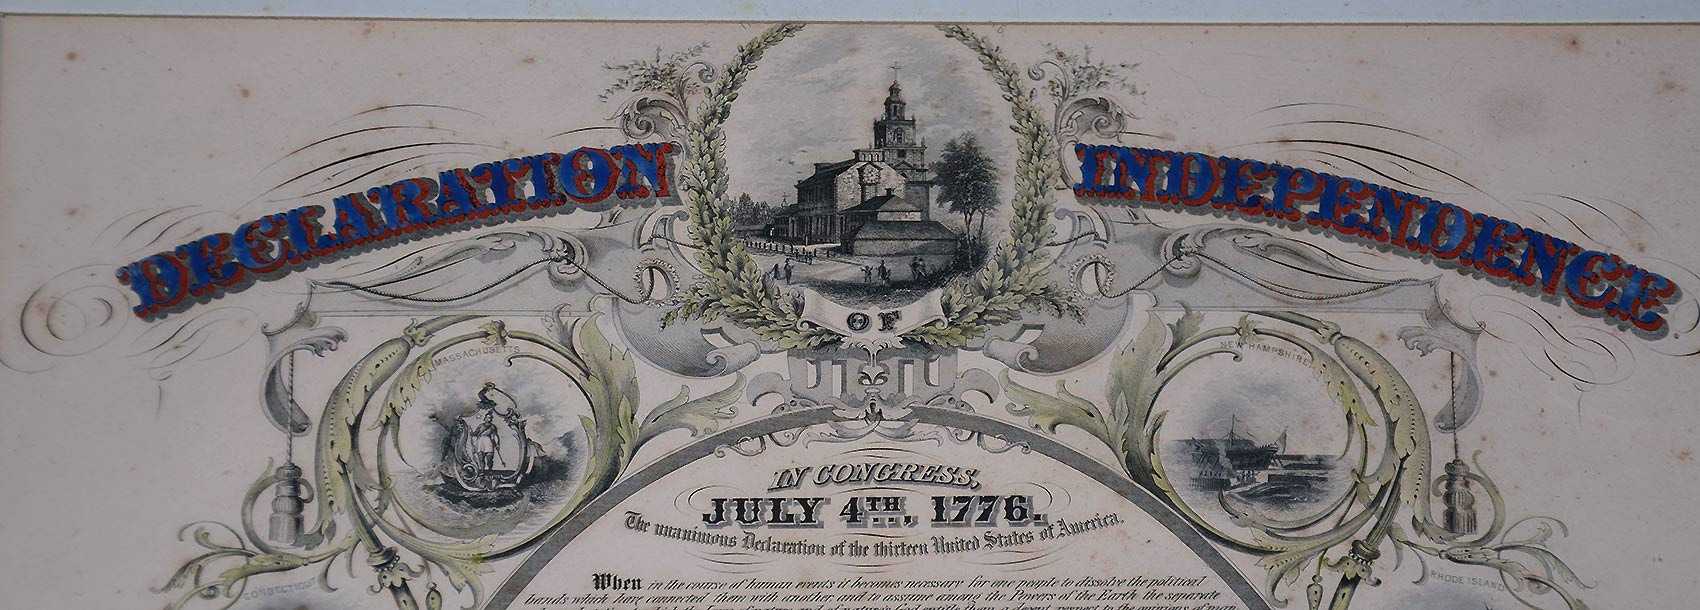 DECLARATION
OF
INDEPENDENCE
MASSACHUSETTS
NEW HAMPSHIRE
IN CONGRESS,
JULY 4TH, 1776.
The unanimous Declaration of the thirteen United States of America.
CONNECTICUT
RHODE ISLAND
When in the course of human events it becomes necessary for one people to dissolve the political
bands which have connected them with another, and to assume among the Powers of the Earth the separate